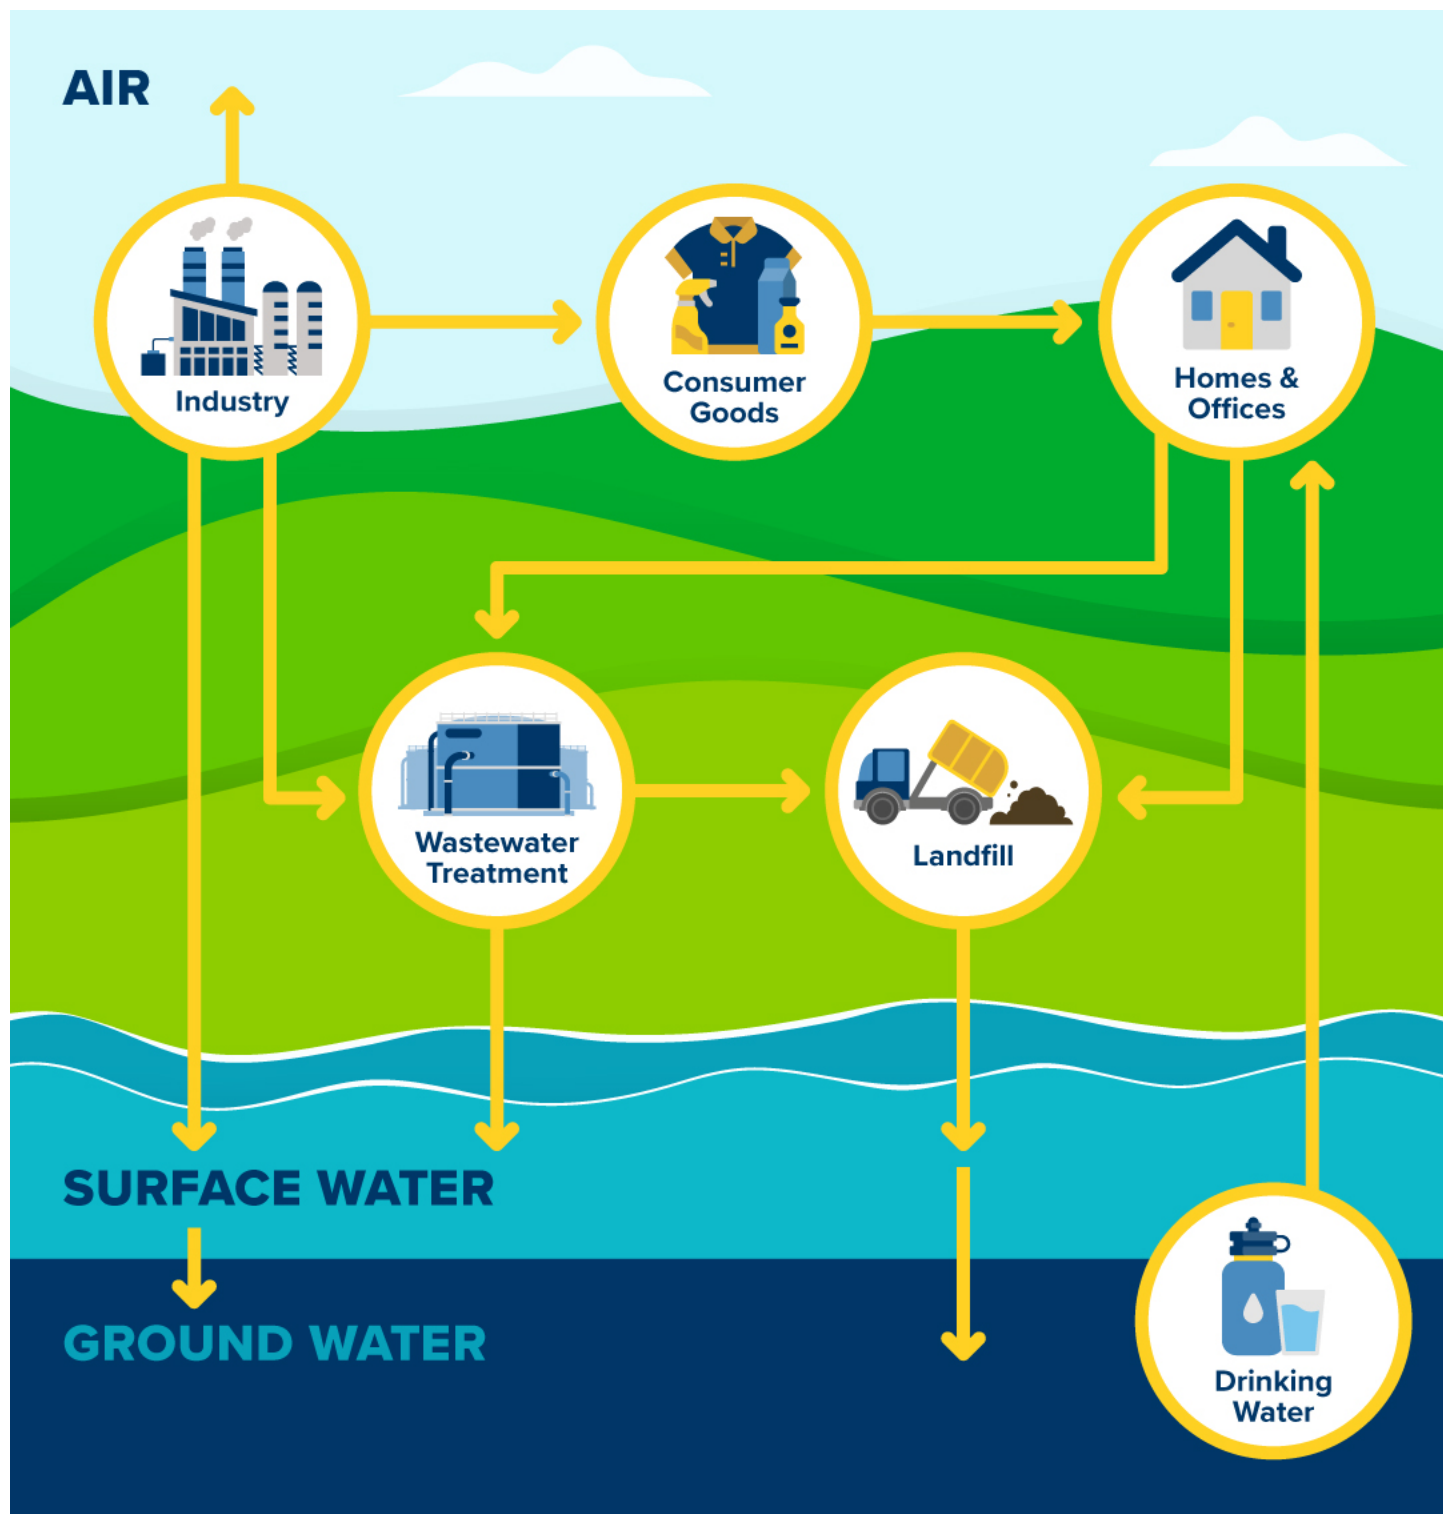 AIR
Industry
Consumer
Goods
Homes &
Offices
Wastewater
Treatment
Landfill
SURFACE WATER
GROUND WATER
Drinking
Water